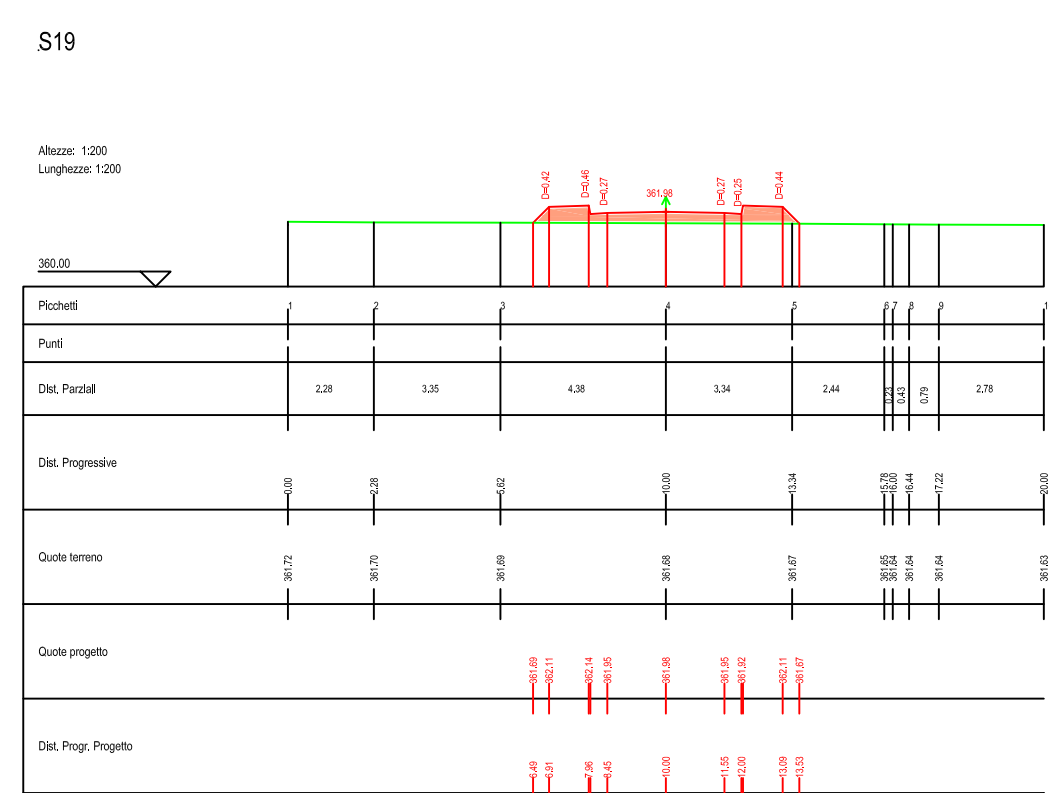 S19
Altezze: 1:200
Lunghezze: 1:200
D=0.42 D=0.46 D=0.27 361.98 D=0.27 D=0.25 D=0.44
360.00
Picchetti 1 2 3 4 5 6 7 8 9 1
Punti
Dist. Parziali 2.28 3.35 4.38 3.34 2.44 0.23 0.43 0.79 2.78
Dist. Progressive 0.00 2.28 5.62 10.00 13.34 15.78 16.00 16.44 17.22 20.00
Quote terreno 361.72 361.70 361.69 361.68 361.67 361.65 361.64 361.64 361.64 361.63
Quote progetto 361.69 362.11 362.14 361.95 361.98 361.95 361.92 362.11 361.67
Dist. Progr. Progetto 6.49 6.91 7.96 8.45 10.00 11.55 12.00 13.09 13.53